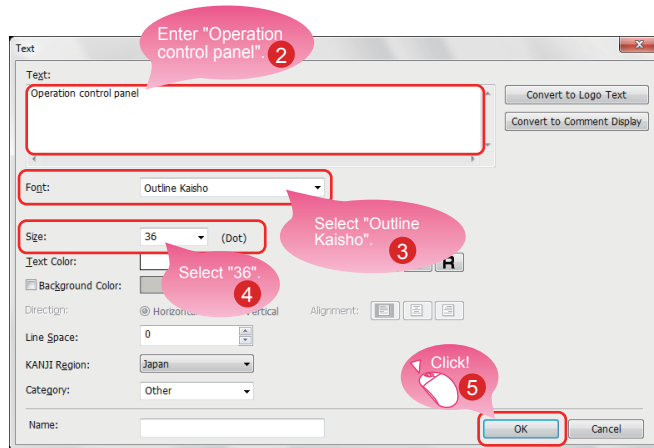 Enter "Operation
control panel".
2
Text
Text:
Operation control panel
Convert to Logo Text
Convert to Comment Display
Font:
Outline Kaisho
Select "Outline
Kaisho".
3
Size:
36
(Dot)
Text Color:
R
Select "36".
4
Background Color:
Direction:
Alignment:
Line Space:
0
KANJI Region:
Japan
Click!
5
Category:
Other
Name:
OK
Cancel